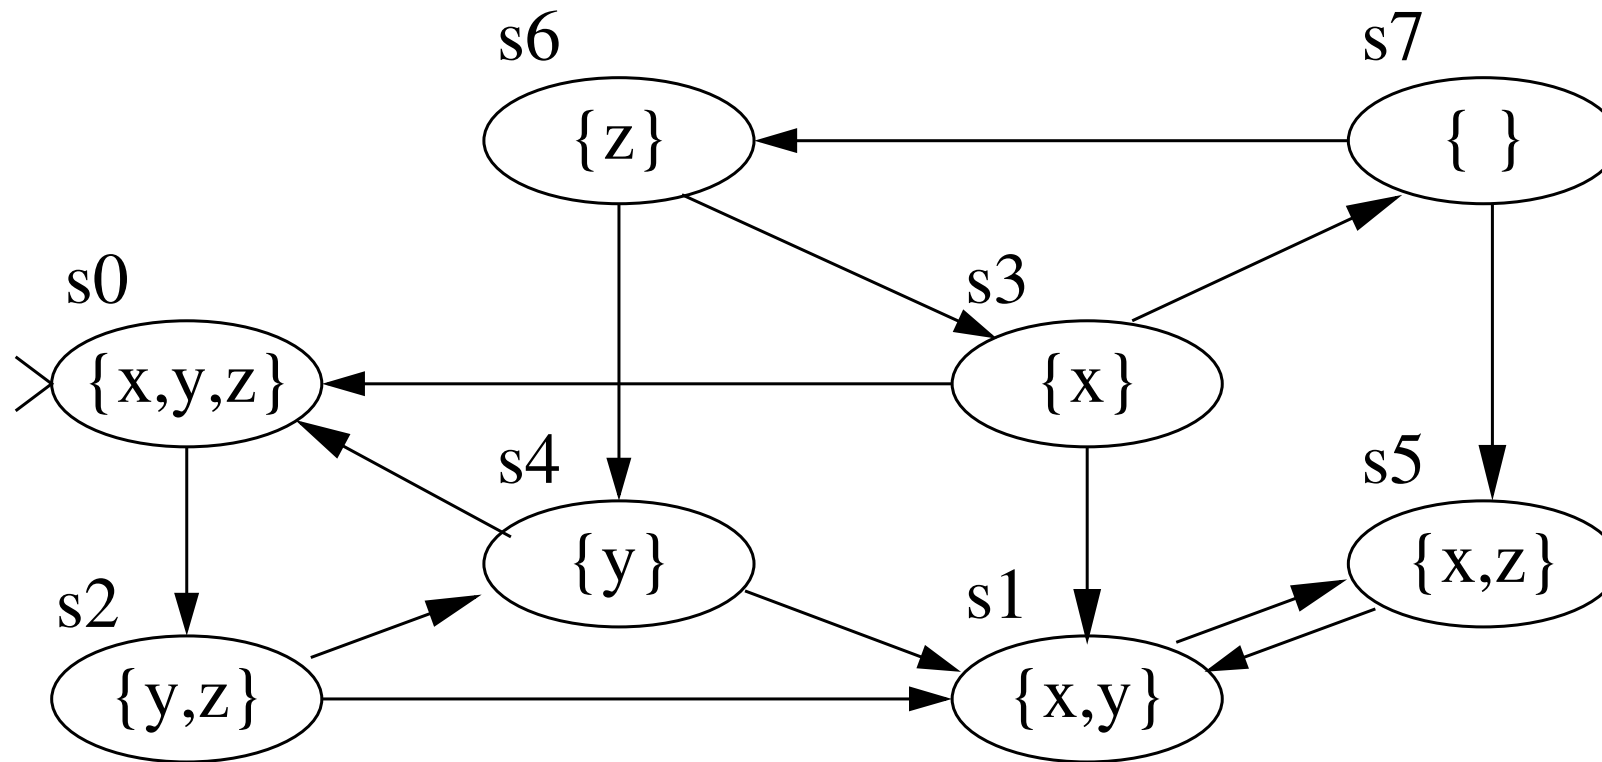 s6
s7
{z}
{ }
s0
s3
{x,y,z}
{x}
s4
s5
{y}
{x,z}
s2
s1
{y,z}
{x,y}